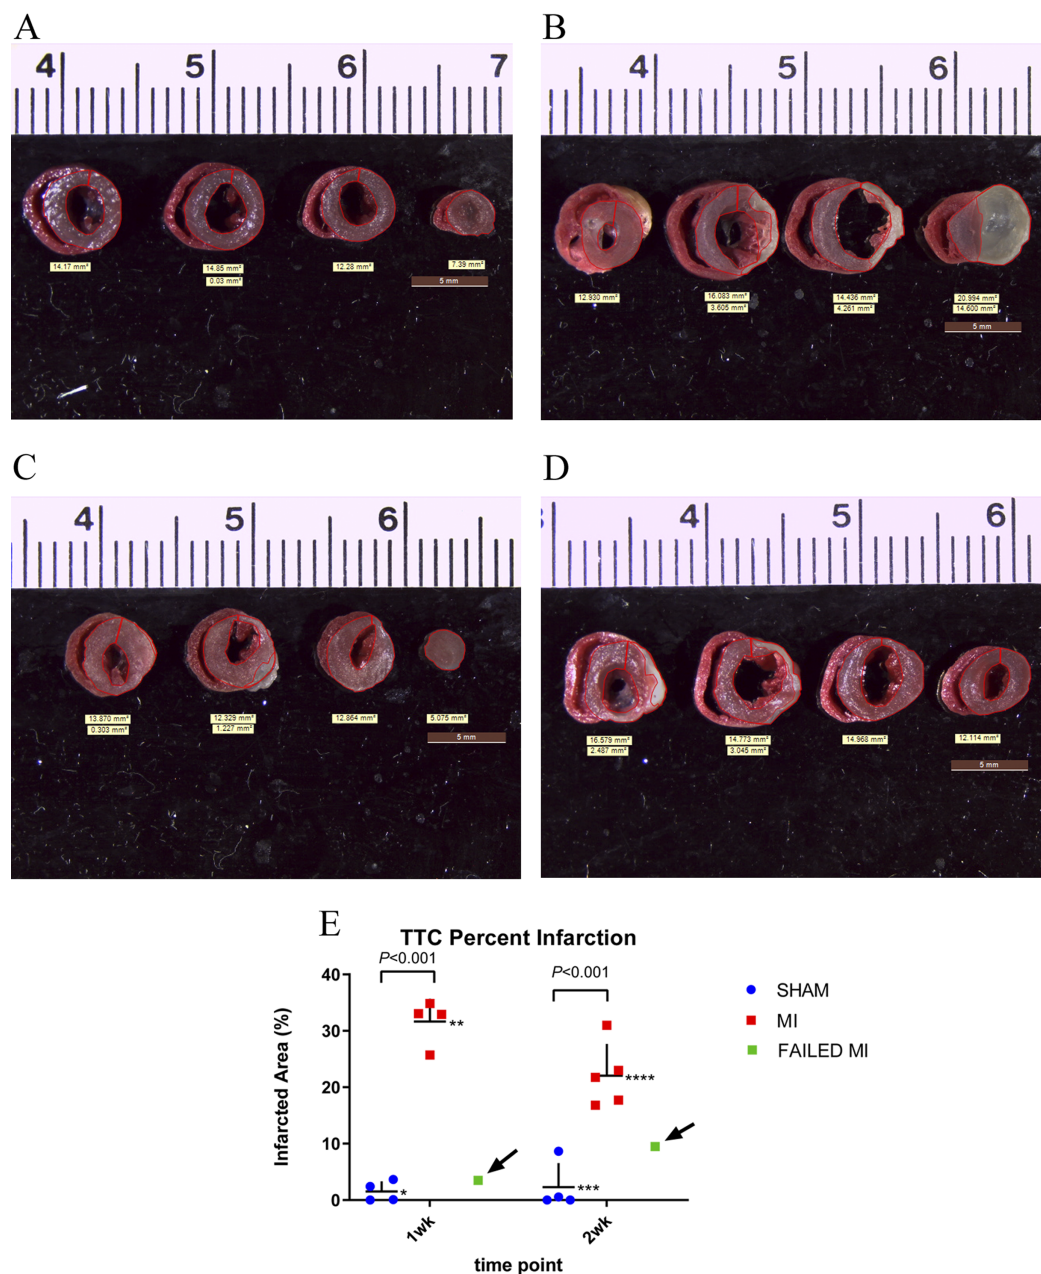 A
4 5 6 7
14.17 mm²
14.85 mm²
0.03 mm²
12.28 mm²
7.39 mm²
5 mm
B
4 5 6
12.930 mm²
16.083 mm²
3.605 mm²
14.436 mm²
4.261 mm²
20.994 mm²
14.600 mm²
5 mm
C
4 5 6
13.870 mm²
0.303 mm²
12.329 mm²
1.227 mm²
12.864 mm²
5.075 mm²
5 mm
D
4 5 6
16.579 mm²
2.487 mm²
14.773 mm²
3.045 mm²
14.968 mm²
12.114 mm²
5 mm
E
TTC Percent Infarction
P<0.001
P<0.001
40
30
20
10
0
Infarcted Area (%)
**
****
*
***
1wk
2wk
time point
SHAM
MI
FAILED MI